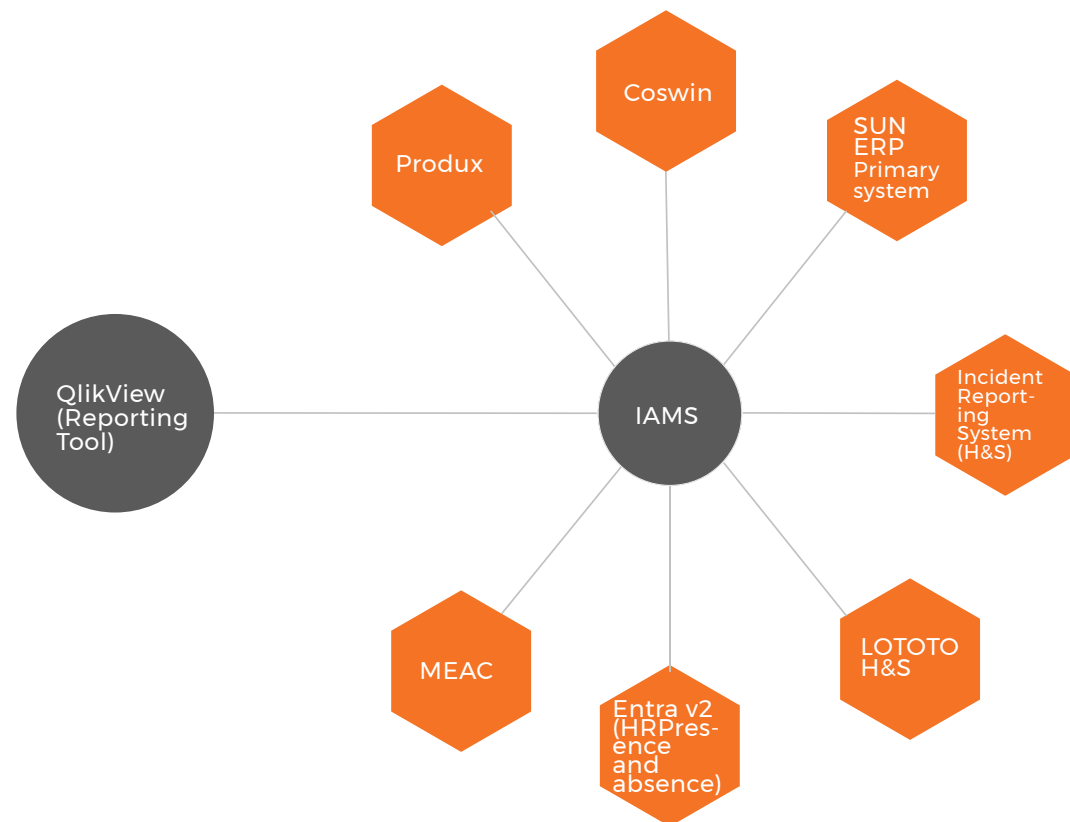 Coswin
SUN
ERP
Primary
system
Produx
QlikView
(Reporting
Tool)
IAMS
Incident
Report-
ing
System
(H&S)
MEAC
LOTOTO
H&S
Entra v2
(HRPres-
ence
and
absence)